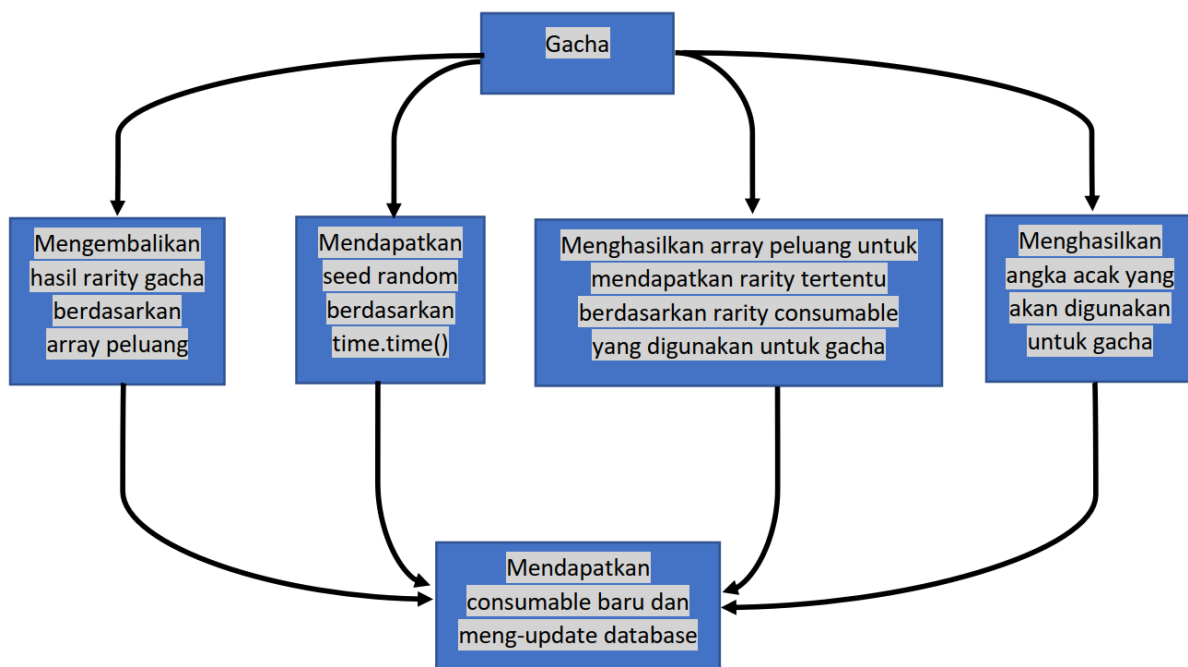 Gacha
Mengembalikan
hasil rarity gacha
berdasarkan
array peluang
Mendapatkan
seed random
berdasarkan
time.time()
Menghasilkan array peluang untuk
mendapatkan rarity tertentu
berdasarkan rarity consumable
yang digunakan untuk gacha
Menghasilkan
angka acak yang
akan digunakan
untuk gacha
Mendapatkan
consumable baru dan
meng-update database